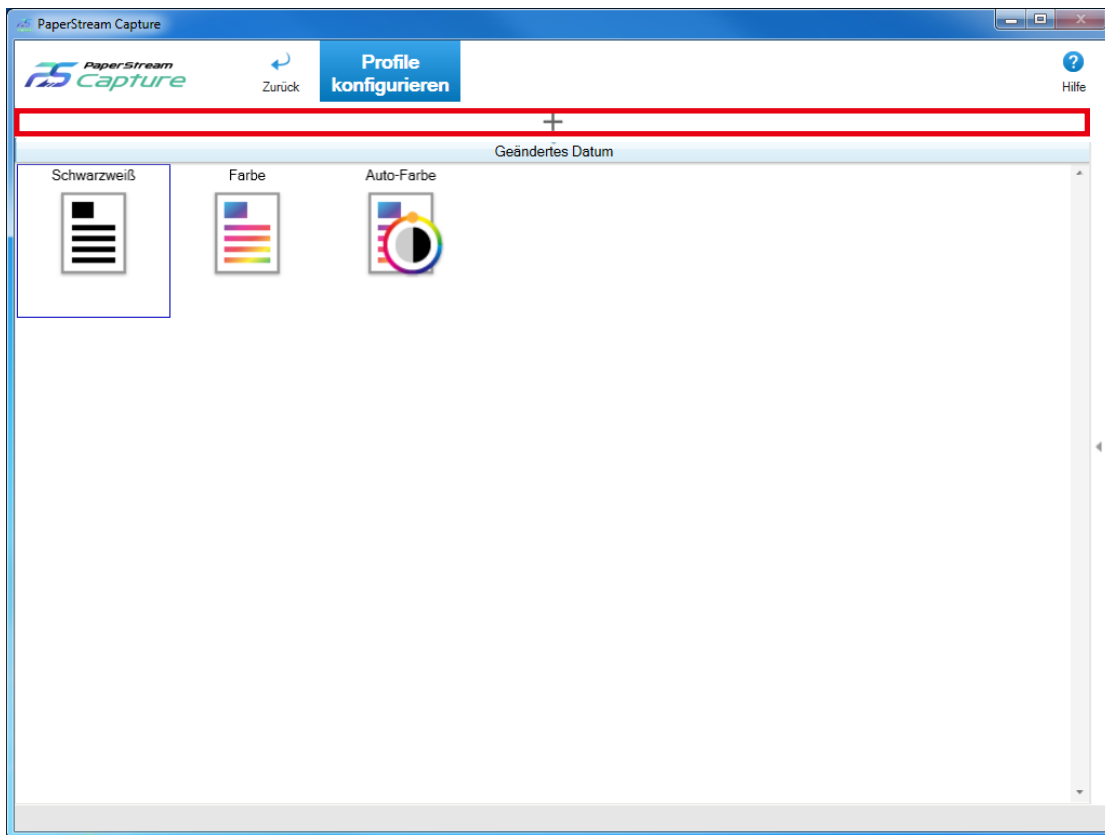 PaperStream Capture
PaperStream
Capture
Zurück
Profile
konfigurieren
Hilfe
+
Geändertes Datum
Schwarzweiß
Farbe
Auto-Farbe